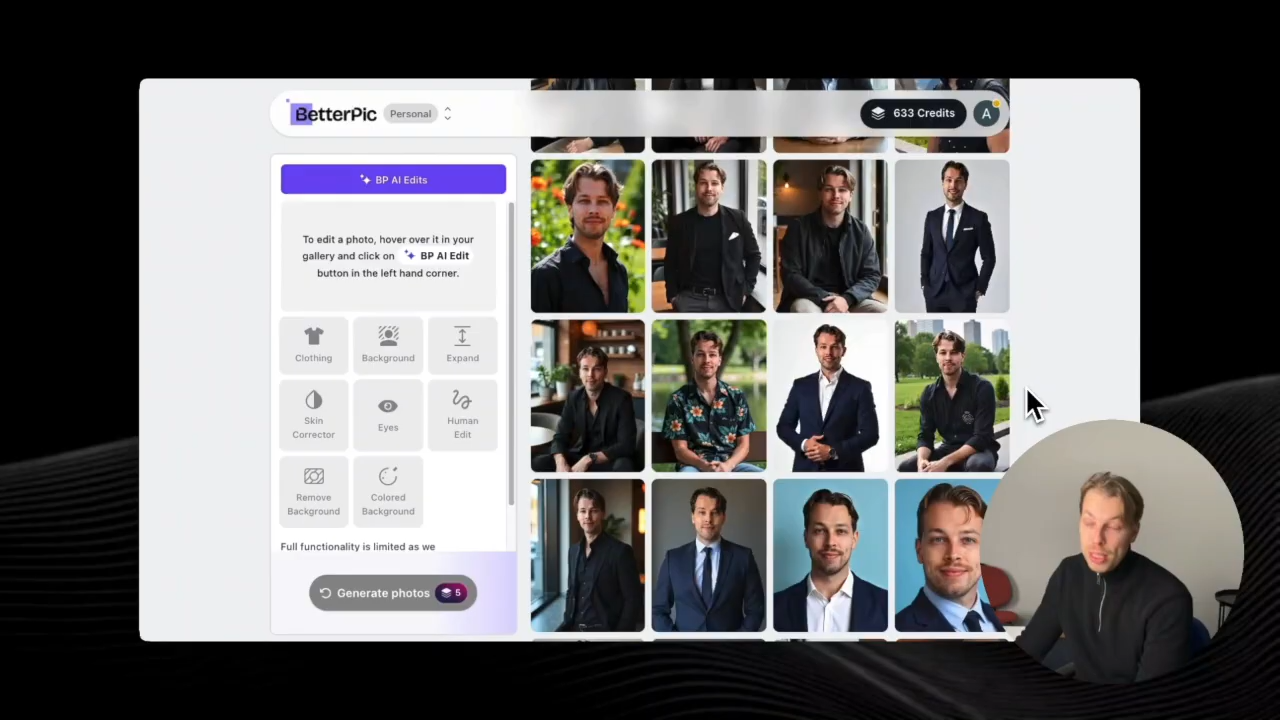 BetterPic
Personal
633 Credits
A
BP AI Edits
To edit a photo, hover over it in your
gallery and click on BP AI Edit
button in the left hand corner.
Clothing
Background
Expand
Skin
Corrector
Eyes
Human
Edit
Remove
Background
Colored
Background
Full functionality is limited as we
Generate photos 5